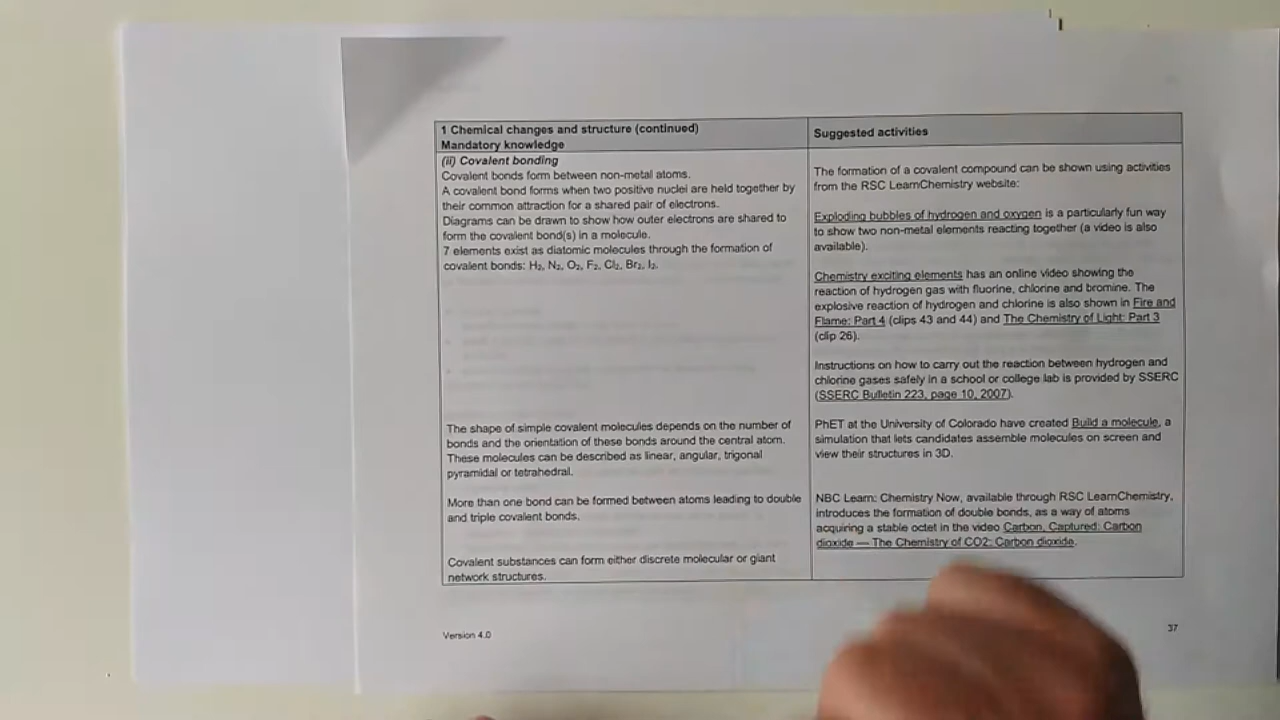 1 Chemical changes and structure (continued)
Mandatory knowledge
Suggested activities
(ii) Covalent bonding
Covalent bonds form between non-metal atoms.
A covalent bond forms when two positive nuclei are held together by
their common attraction for a shared pair of electrons.
Diagrams can be drawn to show how outer electrons are shared to
form the covalent bond(s) in a molecule.
7 elements exist as diatomic molecules through the formation of
covalent bonds: H₂, N₂, O₂, F₂, Cl₂, Br₂, I₂.
The shape of simple covalent molecules depends on the number of
bonds and the orientation of these bonds around the central atom.
These molecules can be described as linear, angular, trigonal
pyramidal or tetrahedral.
More than one bond can be formed between atoms leading to double
and triple covalent bonds.
Covalent substances can form either discrete molecular or giant
network structures.
The formation of a covalent compound can be shown using activities
from the RSC LearnChemistry website:
Exploding bubbles of hydrogen and oxygen is a particularly fun way
to show two non-metal elements reacting together (a video is also
available).
Chemistry exciting elements has an online video showing the
reaction of hydrogen gas with fluorine, chlorine and bromine. The
explosive reaction of hydrogen and chlorine is also shown in Fire and
Flame: Part 4 (clips 43 and 44) and The Chemistry of Light: Part 3
(clip 26).
Instructions on how to carry out the reaction between hydrogen and
chlorine gases safely in a school or college lab is provided by SSERC
(SSERC Bulletin 223, page 10, 2007).
PhET at the University of Colorado have created Build a molecule, a
simulation that lets candidates assemble molecules on screen and
view their structures in 3D.
NBC Learn: Chemistry Now, available through RSC LearnChemistry,
introduces the formation of double bonds, as a way of atoms
acquiring a stable octet in the video Carbon, Captured: Carbon
dioxide — The Chemistry of CO2: Carbon dioxide.
Version 4.0
37